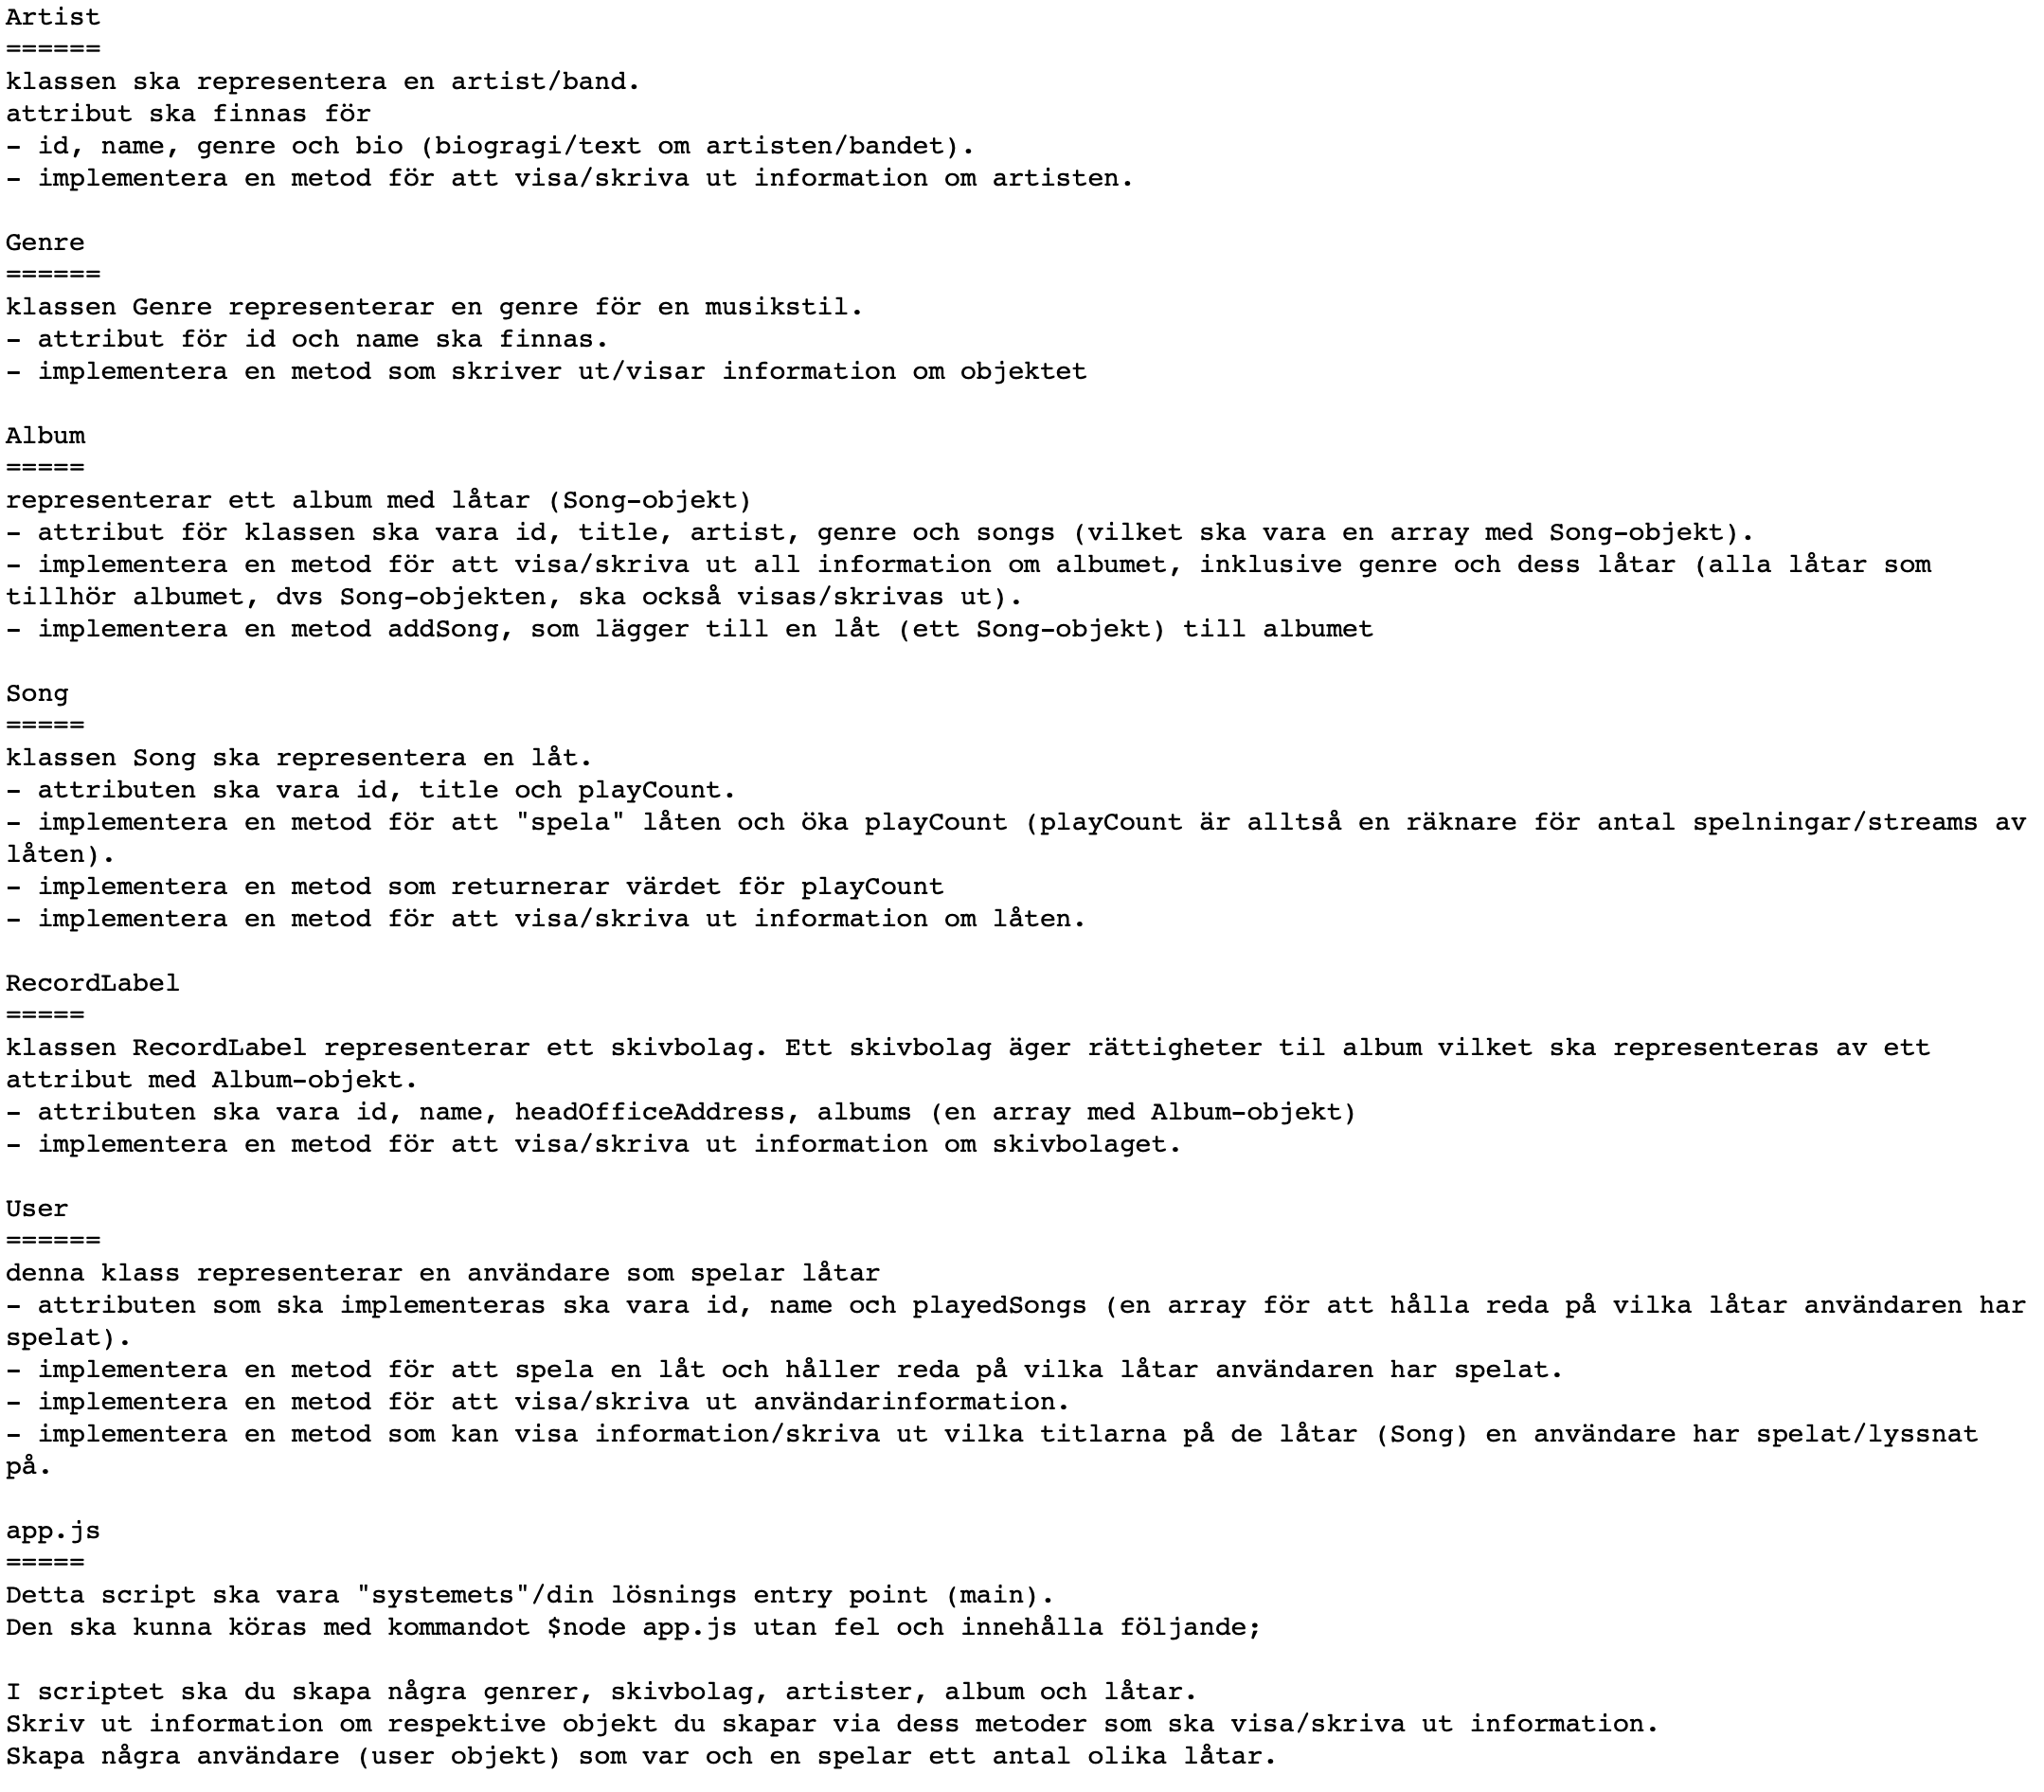 Artist
======
klassen ska representera en artist/band.
attribut ska finnas för
- id, name, genre och bio (biogragi/text om artisten/bandet).
- implementera en metod för att visa/skriva ut information om artisten.

Genre
======
klassen Genre representerar en genre för en musikstil.
- attribut för id och name ska finnas.
- implementera en metod som skriver ut/visar information om objektet

Album
=====
representerar ett album med låtar (Song-objekt)
- attribut för klassen ska vara id, title, artist, genre och songs (vilket ska vara en array med Song-objekt).
- implementera en metod för att visa/skriva ut all information om albumet, inklusive genre och dess låtar (alla låtar som
tillhör albumet, dvs Song-objekten, ska också visas/skrivas ut).
- implementera en metod addSong, som lägger till en låt (ett Song-objekt) till albumet

Song
=====
klassen Song ska representera en låt.
- attributen ska vara id, title och playCount.
- implementera en metod för att "spela" låten och öka playCount (playCount är alltså en räknare för antal spelningar/streams av
låten).
- implementera en metod som returnerar värdet för playCount
- implementera en metod för att visa/skriva ut information om låten.

RecordLabel
=====
klassen RecordLabel representerar ett skivbolag. Ett skivbolag äger rättigheter til album vilket ska representeras av ett
attribut med Album-objekt.
- attributen ska vara id, name, headOfficeAddress, albums (en array med Album-objekt)
- implementera en metod för att visa/skriva ut information om skivbolaget.

User
======
denna klass representerar en användare som spelar låtar
- attributen som ska implementeras ska vara id, name och playedSongs (en array för att hålla reda på vilka låtar användaren har
spelat).
- implementera en metod för att spela en låt och håller reda på vilka låtar användaren har spelat.
- implementera en metod för att visa/skriva ut användarinformation.
- implementera en metod som kan visa information/skriva ut vilka titlarna på de låtar (Song) en användare har spelat/lyssnat
på.

app.js
=====
Detta script ska vara "systemets"/din lösnings entry point (main).
Den ska kunna köras med kommandot $node app.js utan fel och innehålla följande;

I scriptet ska du skapa några genrer, skivbolag, artister, album och låtar.
Skriv ut information om respektive objekt du skapar via dess metoder som ska visa/skriva ut information.
Skapa några användare (user objekt) som var och en spelar ett antal olika låtar.